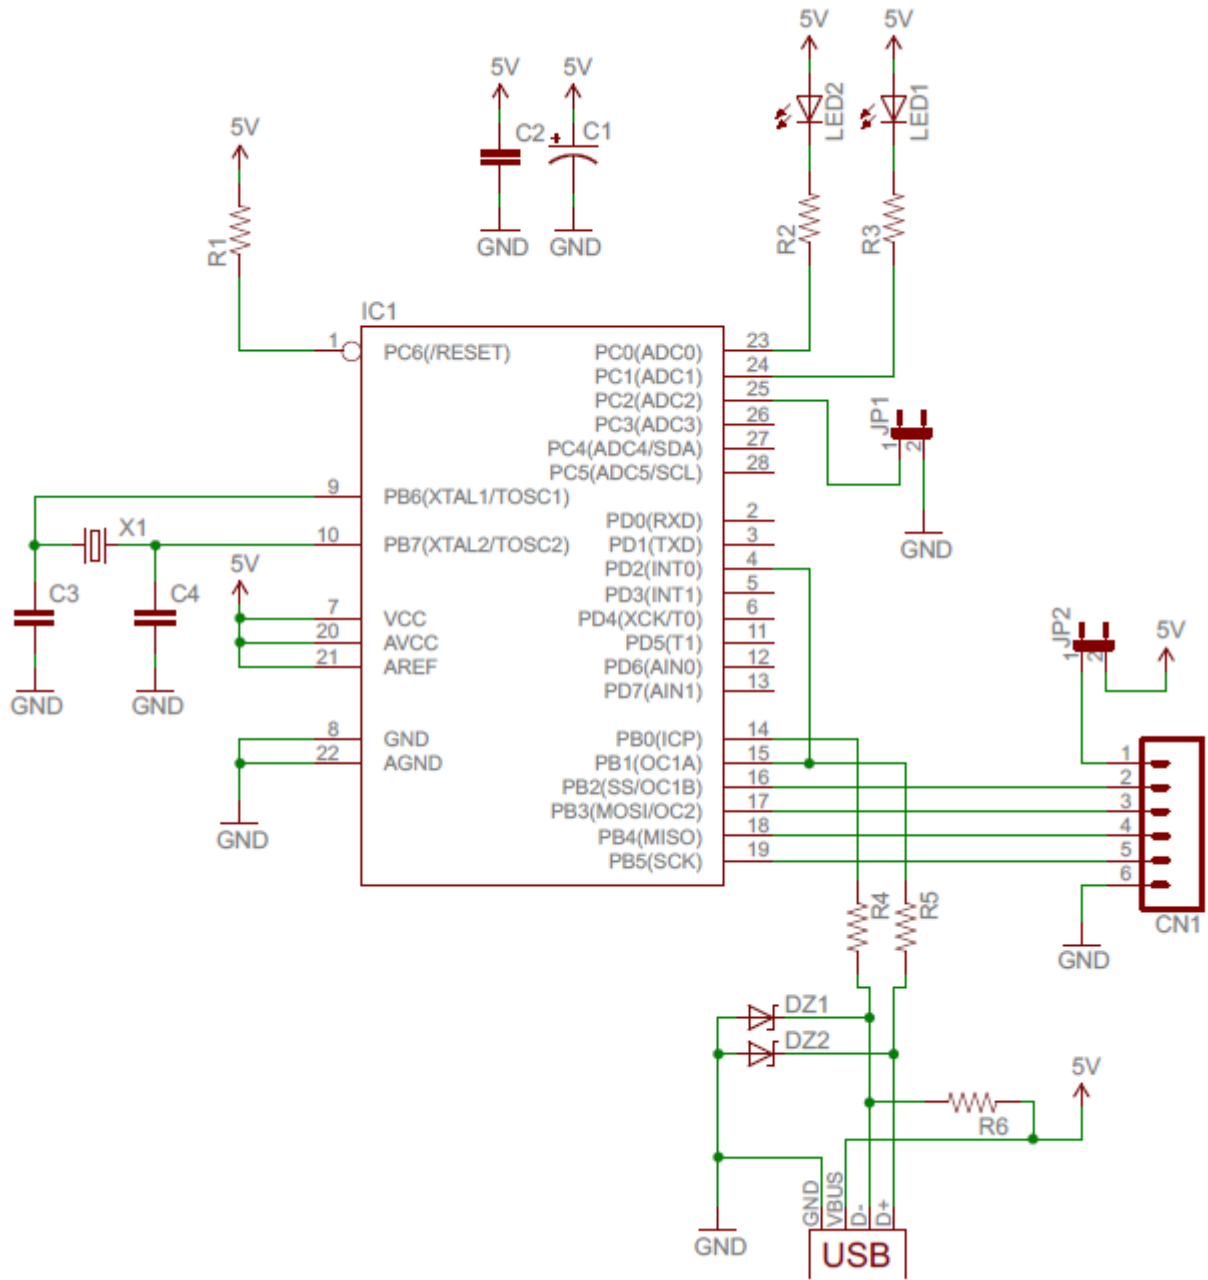 5V
5V
5V
5V
LED2
LED1
5V
C2
+
C1
R1
R2
R3
GND
GND
IC1
1
PC6(/RESET)
PC0(ADC0)
23
PC1(ADC1)
24
PC2(ADC2)
25
PC3(ADC3)
26
PC4(ADC4/SDA)
27
PC5(ADC5/SCL)
28
JP1
1
2
GND
9
PB6(XTAL1/TOSC1)
10
PB7(XTAL2/TOSC2)
X1
C3
C4
GND
GND
5V
7
VCC
20
AVCC
21
AREF
8
GND
22
AGND
GND
PD0(RXD)
2
PD1(TXD)
3
PD2(INT0)
4
PD3(INT1)
5
PD4(XCK/T0)
6
PD5(T1)
11
PD6(AIN0)
12
PD7(AIN1)
13
PB0(ICP)
14
PB1(OC1A)
15
PB2(SS/OC1B)
16
PB3(MOSI/OC2)
17
PB4(MISO)
18
PB5(SCK)
19
JP2
1
2
5V
1
2
3
4
5
6
CN1
GND
R4
R5
DZ1
DZ2
5V
R6
GND
GND
VBUS
D-
D+
USB